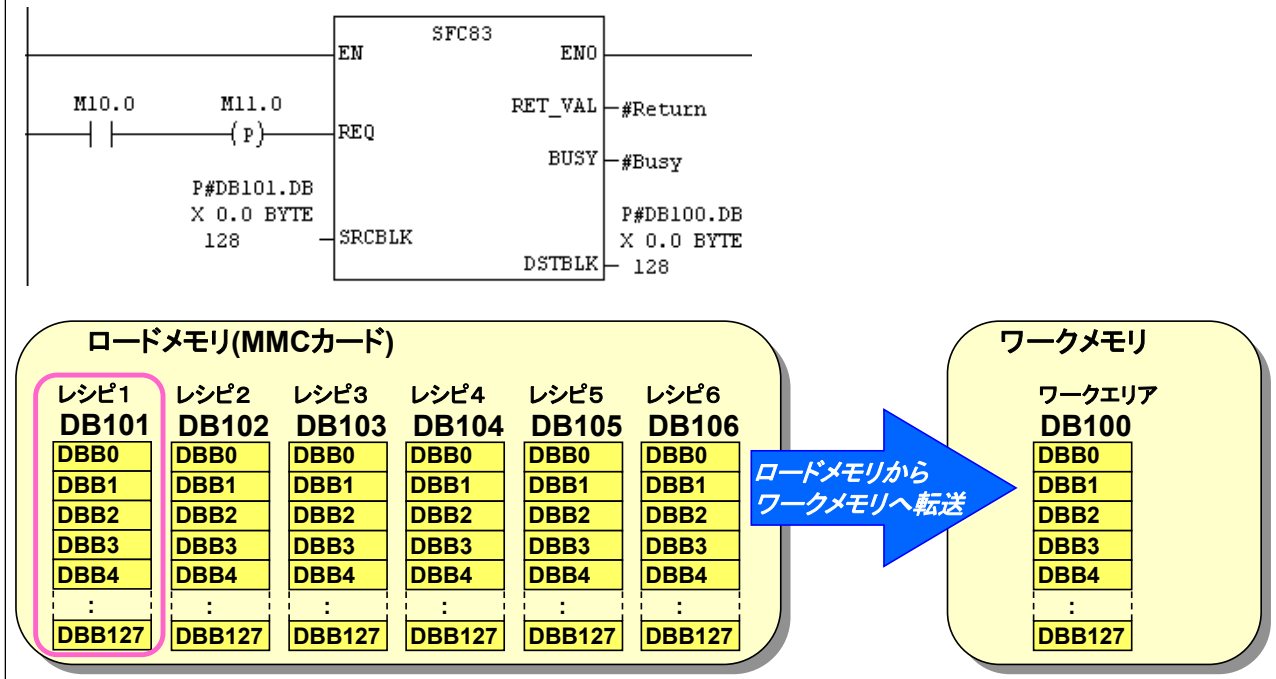 SFC83
EN
ENO
M10.0
M11.0
RET_VAL
#Return
( P )
REQ
BUSY
#Busy
P#DB101.DB
X 0.0 BYTE
128
SRCBLK
P#DB100.DB
X 0.0 BYTE
DSTBLK
128
ロードメモリ(MMCカード)
ワークメモリ
レシピ1 レシピ2 レシピ3 レシピ4 レシピ5 レシピ6
ワークエリア
DB101 DB102 DB103 DB104 DB105 DB106
DB100
DBB0 DBB0 DBB0 DBB0 DBB0 DBB0
DBB0
DBB1 DBB1 DBB1 DBB1 DBB1 DBB1
DBB1
DBB2 DBB2 DBB2 DBB2 DBB2 DBB2
DBB2
DBB3 DBB3 DBB3 DBB3 DBB3 DBB3
DBB3
DBB4 DBB4 DBB4 DBB4 DBB4 DBB4
DBB4
: : : : : :
:
DBB127 DBB127 DBB127 DBB127 DBB127 DBB127
DBB127
ロードメモリから
ワークメモリへ転送